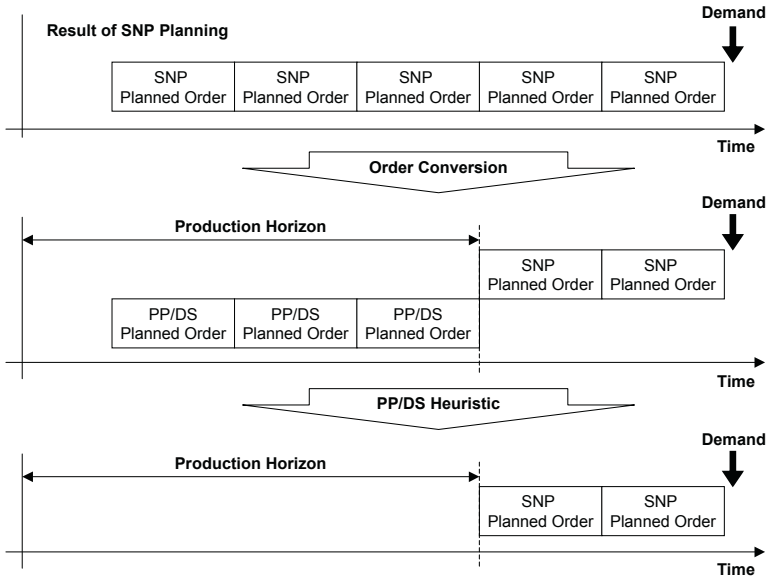 Demand
Result of SNP Planning
SNP SNP SNP SNP SNP
Planned Order Planned Order Planned Order Planned Order Planned Order
Time
Order Conversion
Demand
Production Horizon
SNP SNP
Planned Order Planned Order
PP/DS PP/DS PP/DS
Planned Order Planned Order Planned Order
Time
PP/DS Heuristic
Demand
Production Horizon
SNP SNP
Planned Order Planned Order
Time